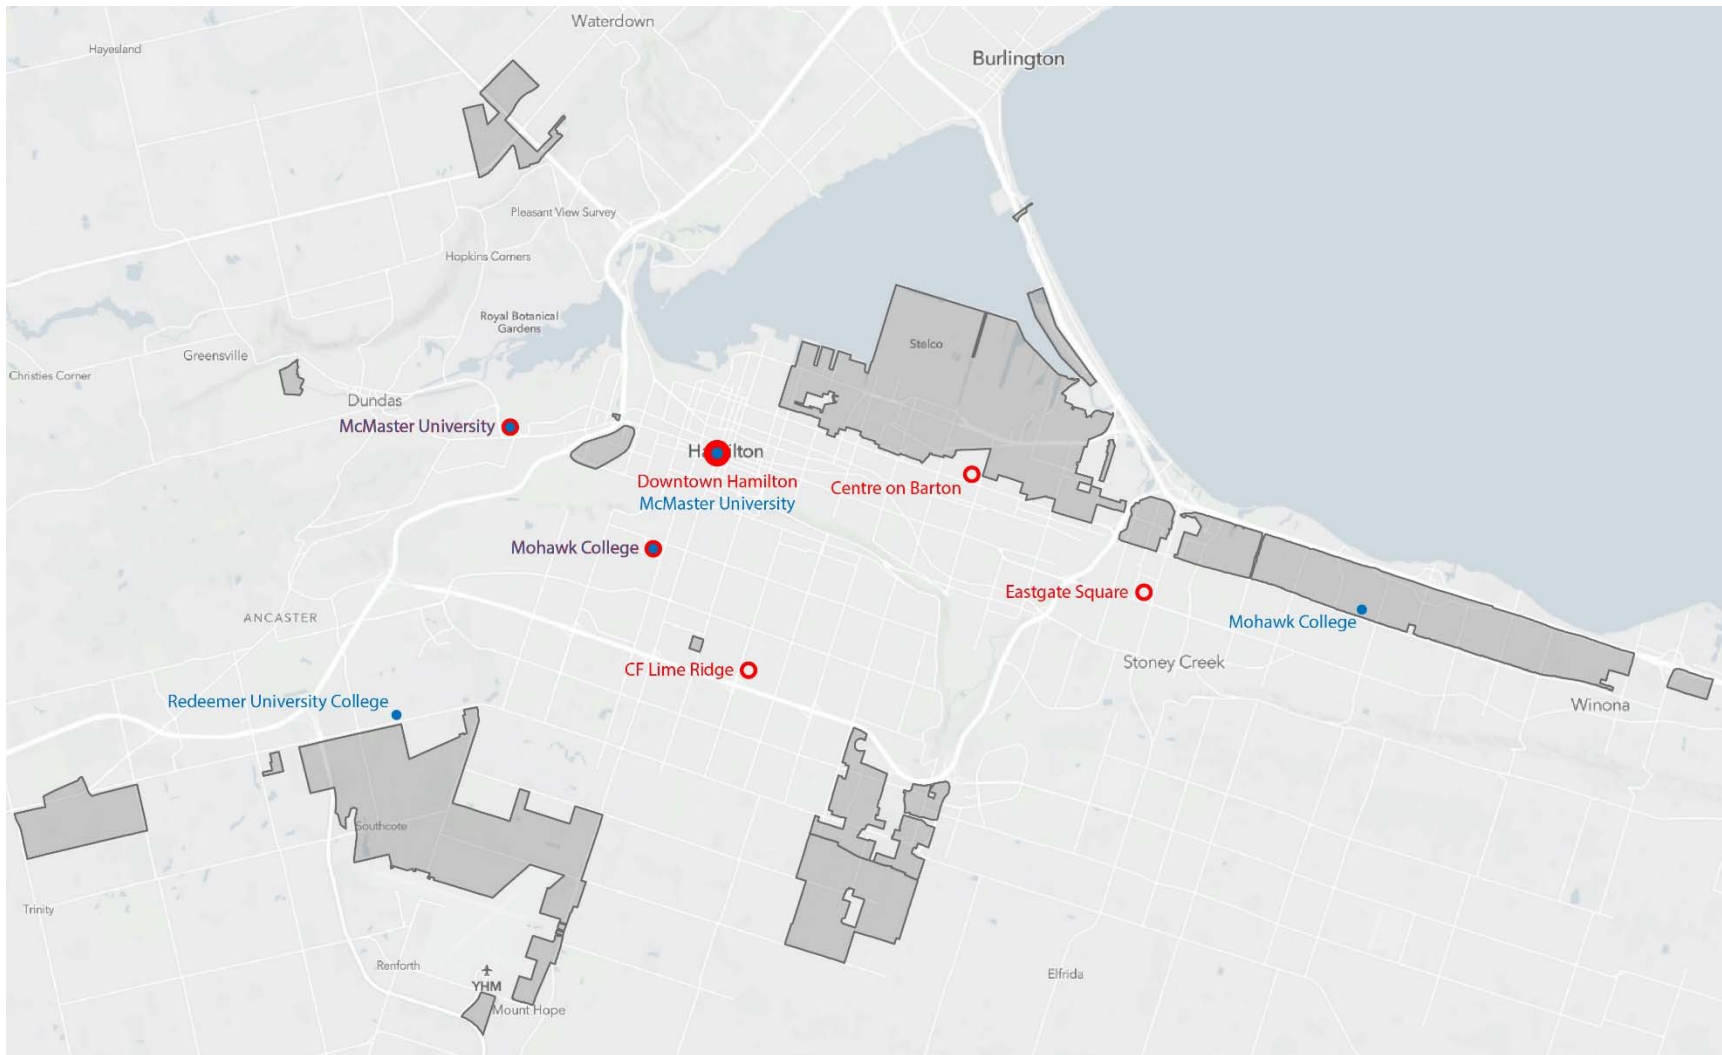 Waterdown
Hayesland
Burlington
Pleasant View Survey
Hopkins Corners
Royal Botanical
Gardens
Stelco
Greensville
Christies Corner
Dundas
McMaster University
Hamilton
Downtown Hamilton
McMaster University
Centre on Barton
Mohawk College
Eastgate Square
ANCASTER
Mohawk College
CF Lime Ridge
Stoney Creek
Redeemer University College
Winona
Southcote
Trinity
Renforth
Elfrida
YHM
Mount Hope